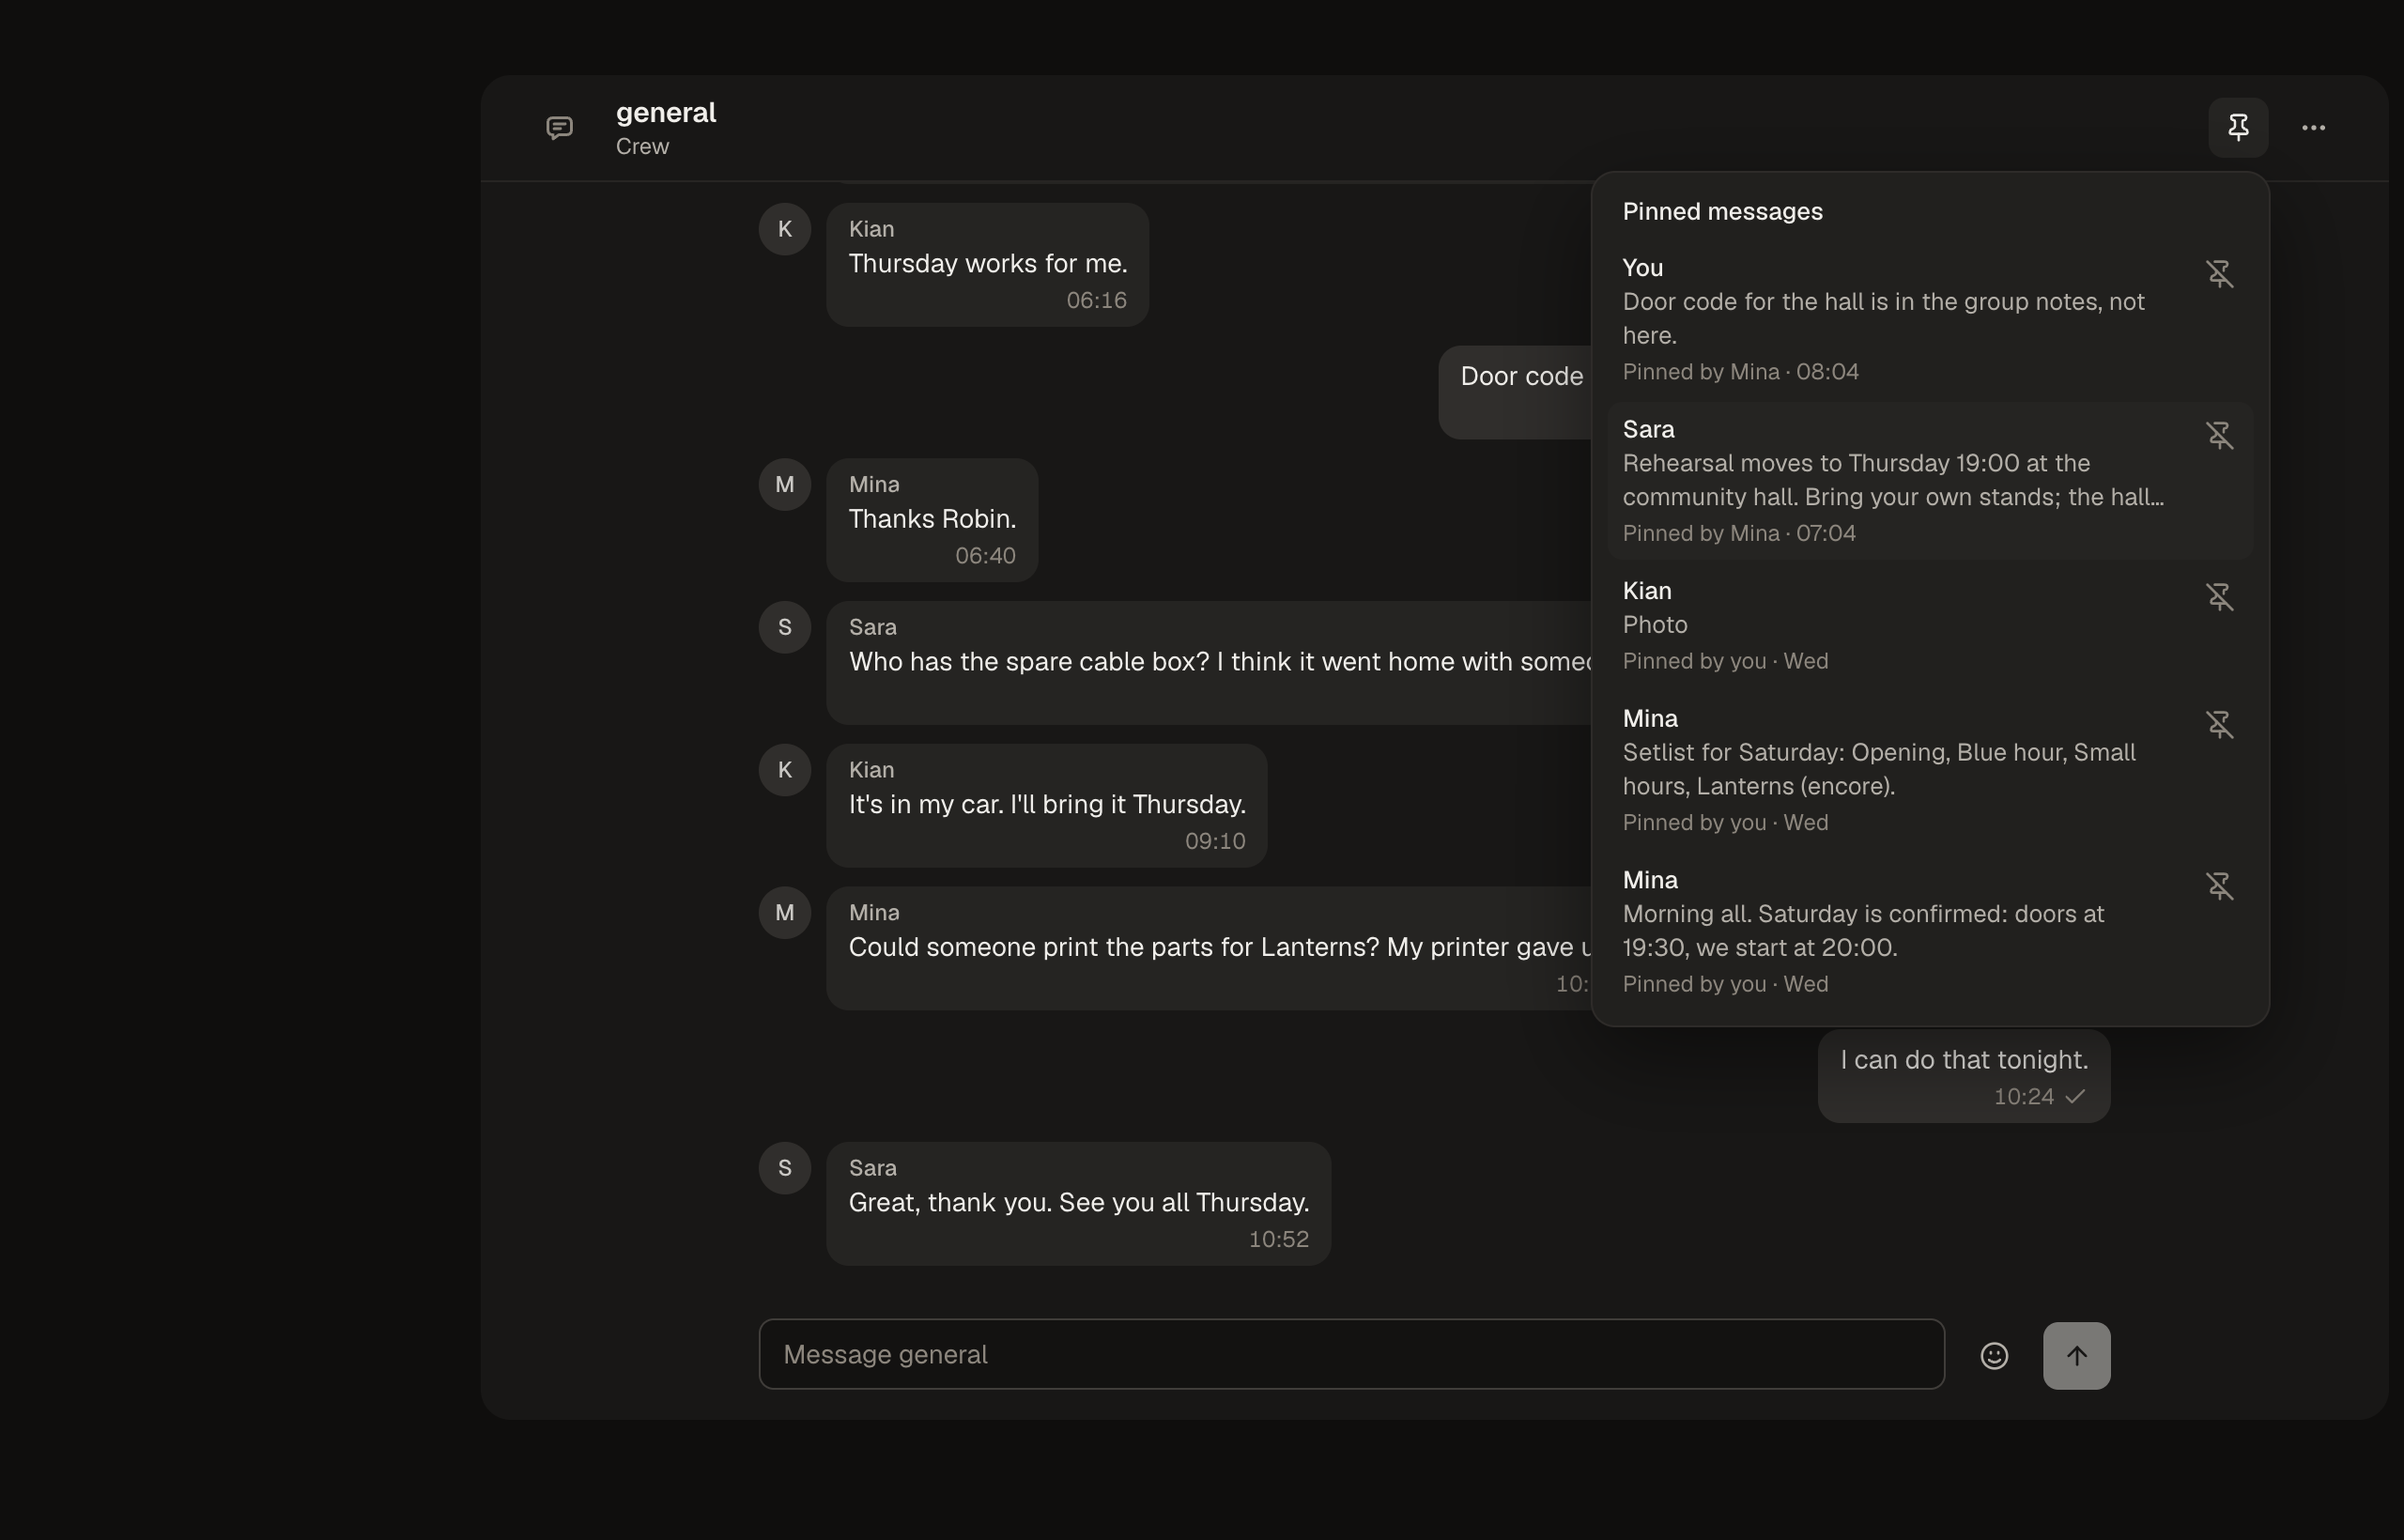 general
Crew
K
Kian
Thursday works for me.
06:16
Door code
M
Mina
Thanks Robin.
06:40
S
Sara
Who has the spare cable box? I think it went home with
K
Kian
It's in my car. I'll bring it Thursday.
09:10
M
Mina
Could someone print the parts for Lanterns? My printer gave
10:
I can do that tonight.
10:24
S
Sara
Great, thank you. See you all Thursday.
10:52
Message general
Pinned messages
You
Door code for the hall is in the group notes, not
here.
Pinned by Mina · 08:04
Sara
Rehearsal moves to Thursday 19:00 at the
community hall. Bring your own stands; the hall…
Pinned by Mina · 07:04
Kian
Photo
Pinned by you · Wed
Mina
Setlist for Saturday: Opening, Blue hour, Small
hours, Lanterns (encore).
Pinned by you · Wed
Mina
Morning all. Saturday is confirmed: doors at
19:30, we start at 20:00.
Pinned by you · Wed